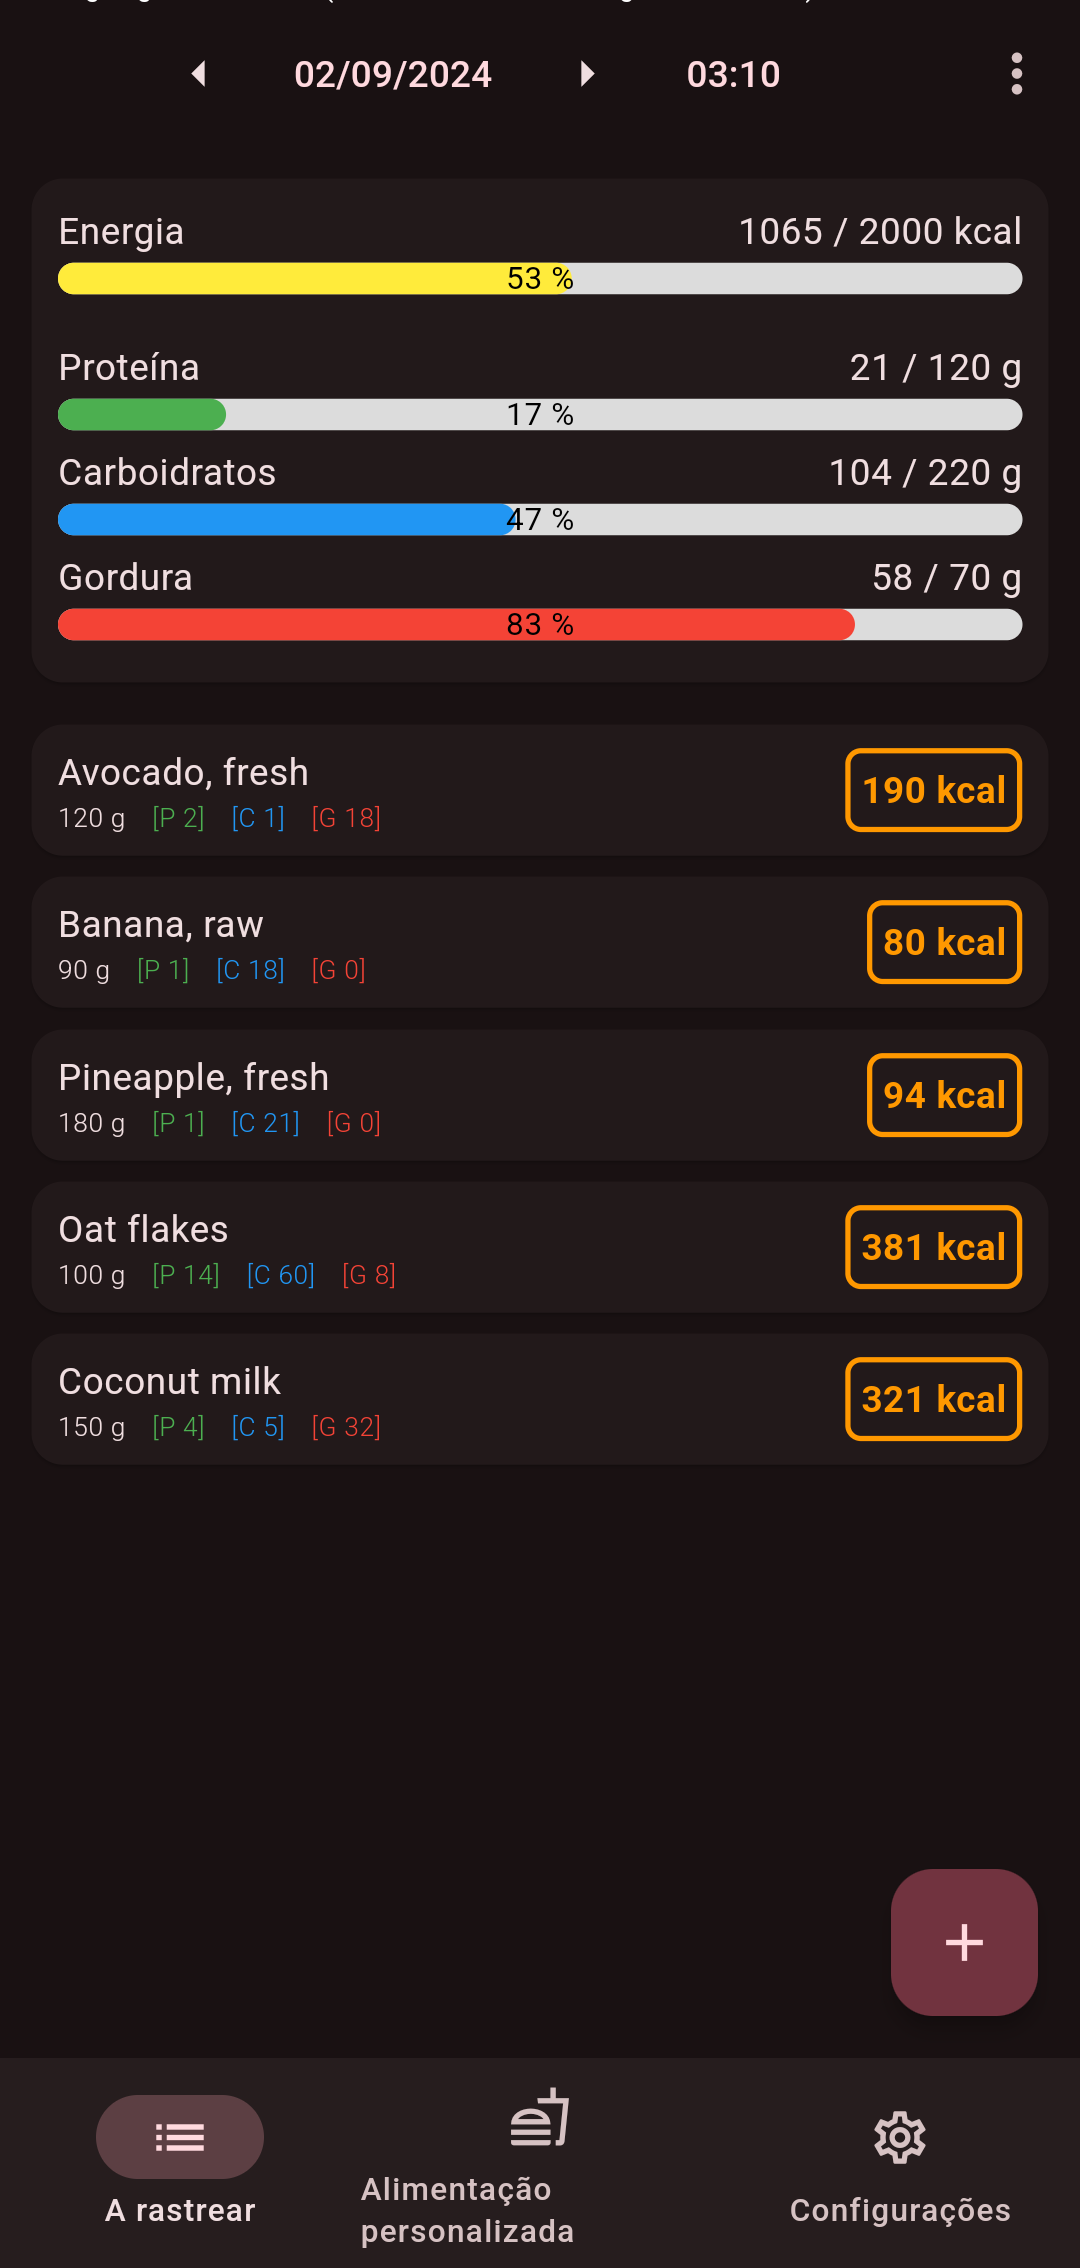 02/09/2024 03:10
Energia 1065 / 2000 kcal
53 %
Proteína 21 / 120 g
17 %
Carboidratos 104 / 220 g
47 %
Gordura 58 / 70 g
83 %
Avocado, fresh
120 g [P 2] [C 1] [G 18]
190 kcal
Banana, raw
90 g [P 1] [C 18] [G 0]
80 kcal
Pineapple, fresh
180 g [P 1] [C 21] [G 0]
94 kcal
Oat flakes
100 g [P 14] [C 60] [G 8]
381 kcal
Coconut milk
150 g [P 4] [C 5] [G 32]
321 kcal
A rastrear
Alimentação
personalizada
Configurações